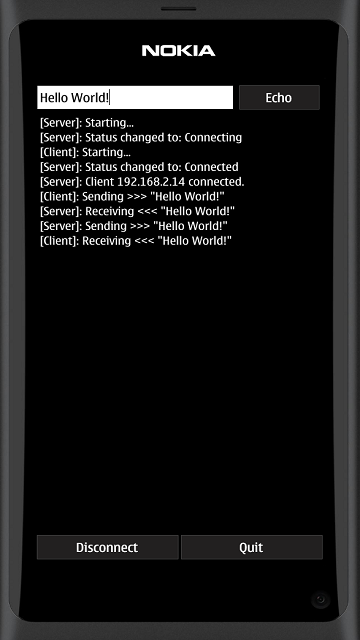 NOKIA
Hello World!
Echo
[Server]: Starting...
[Server]: Status changed to: Connecting
[Client]: Starting...
[Server]: Status changed to: Connected
[Server]: Client 192.168.2.14 connected.
[Client]: Sending >>> "Hello World!"
[Server]: Receiving <<< "Hello World!"
[Server]: Sending >>> "Hello World!"
[Client]: Receiving <<< "Hello World!"
Disconnect
Quit